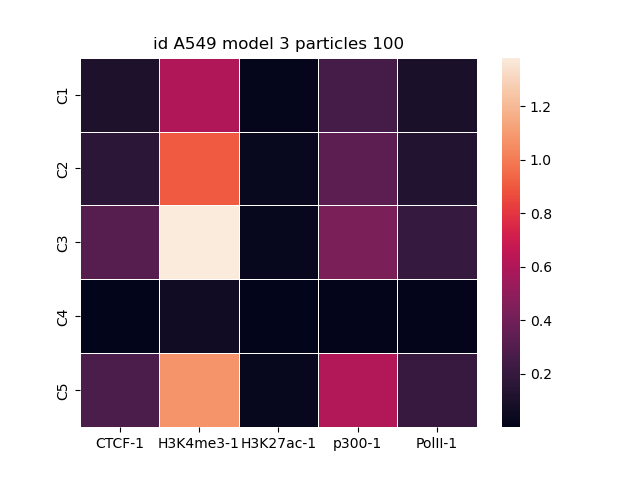 id A549 model 3 particles 100
C1
C2
C3
C4
C5
CTCF-1 H3K4me3-1 H3K27ac-1 p300-1 PolII-1
1.2
1.0
0.8
0.6
0.4
0.2